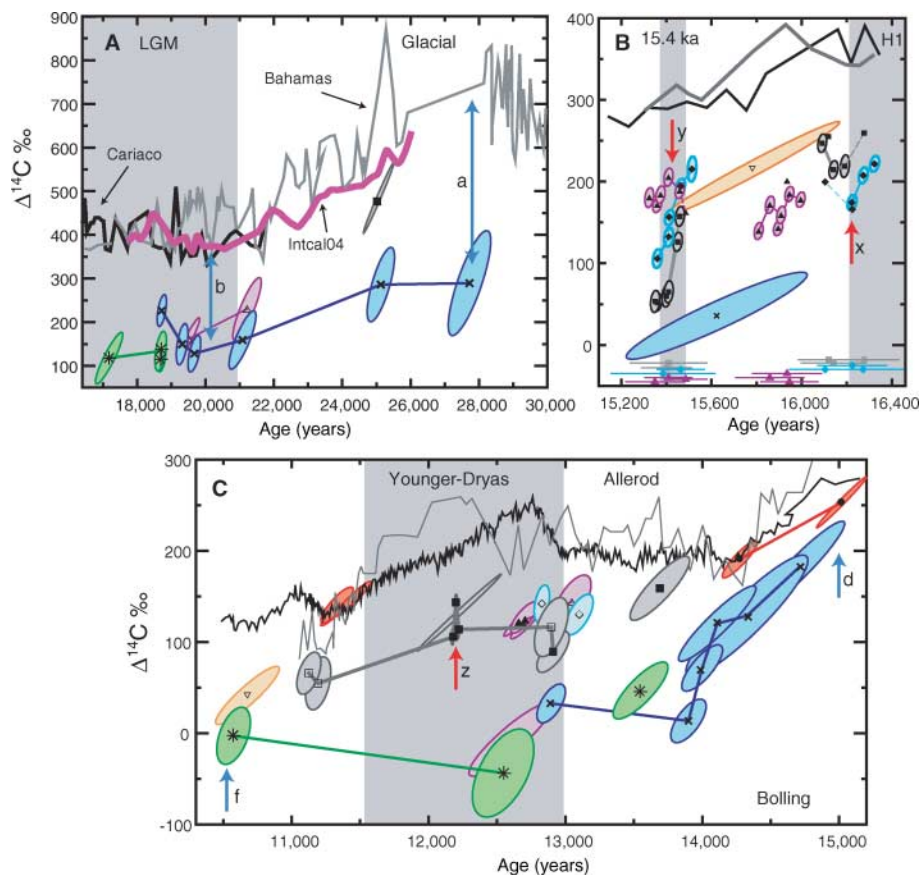 A
LGM
Glacial
Bahamas
Cariaco
Intcal04
a
b
Δ14C ‰
900
800
700
600
500
400
300
200
100
18,000 20,000 22,000 24,000 26,000 28,000 30,000
Age (years)
B
15.4 ka
H1
y
x
400
300
200
100
0
15,200 15,600 16,000 16,400
Age (years)
C
Younger-Dryas
Allerod
Bolling
z
d
f
Δ14C ‰
300
200
100
0
-100
11,000 12,000 13,000 14,000 15,000
Age (years)